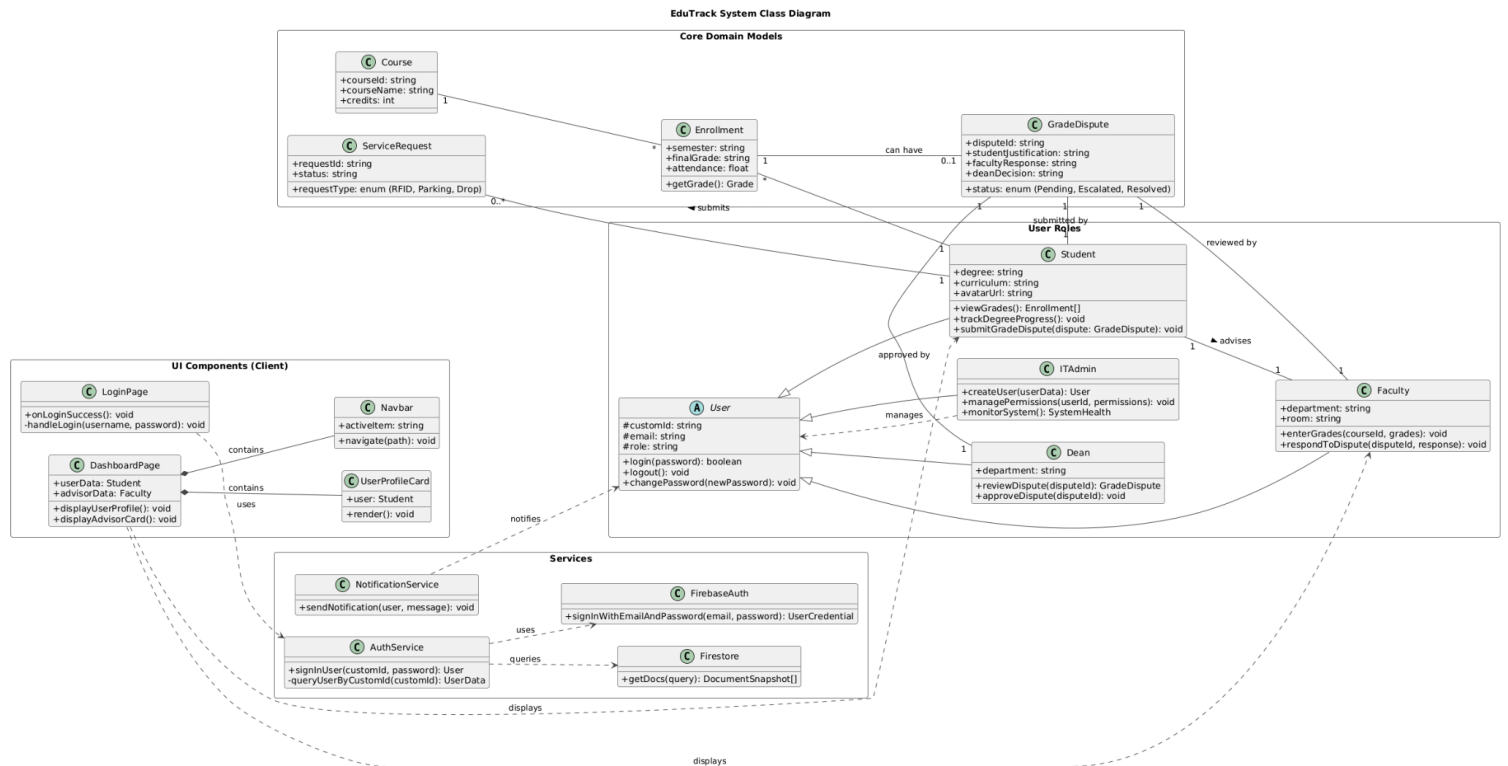 EduTrack System Class Diagram
Core Domain Models
C Course
+courseId: string
+courseName: string
+credits: int
1
*
C ServiceRequest
+requestId: string
+status: string
+requestType: enum (RFID, Parking, Drop)
0..*
C Enrollment
+semester: string
+finalGrade: string
+attendance: float
+getGrade(): Grade
1
can have
0..1
*
C GradeDispute
+disputeId: string
+studentJustification: string
+facultyResponse: string
+deanDecision: string
+status: enum (Pending, Escalated, Resolved)
1
1
1
submits
submitted by
1
reviewed by
User Roles
1
1
C Student
+degree: string
+curriculum: string
+avatarUrl: string
+viewGrades(): Enrollment[]
+trackDegreeProgress(): void
+submitGradeDispute(dispute: GradeDispute): void
1
advises
1
1
approved by
C ITAdmin
+createUser(userData): User
+managePermissions(userId, permissions): void
+monitorSystem(): SystemHealth
manages
C Faculty
+department: string
+room: string
+enterGrades(courseId, grades): void
+respondToDispute(disputeId, response): void
A User
#customId: string
#email: string
#role: string
+login(password): boolean
+logout(): void
+changePassword(newPassword): void
1
C Dean
+department: string
+reviewDispute(disputeId): GradeDispute
+approveDispute(disputeId): void
UI Components (Client)
C LoginPage
+onLoginSuccess(): void
-handleLogin(username, password): void
C Navbar
+activeItem: string
+navigate(path): void
contains
C DashboardPage
+userData: Student
+advisorData: Faculty
+displayUserProfile(): void
+displayAdvisorCard(): void
contains
uses
C UserProfileCard
+user: Student
+render(): void
notifies
Services
C NotificationService
+sendNotification(user, message): void
C FirebaseAuth
+signInWithEmailAndPassword(email, password): UserCredential
uses
C AuthService
+signInUser(customId, password): User
-queryUserByCustomId(customId): UserData
queries
C Firestore
+getDocs(query): DocumentSnapshot[]
displays
displays